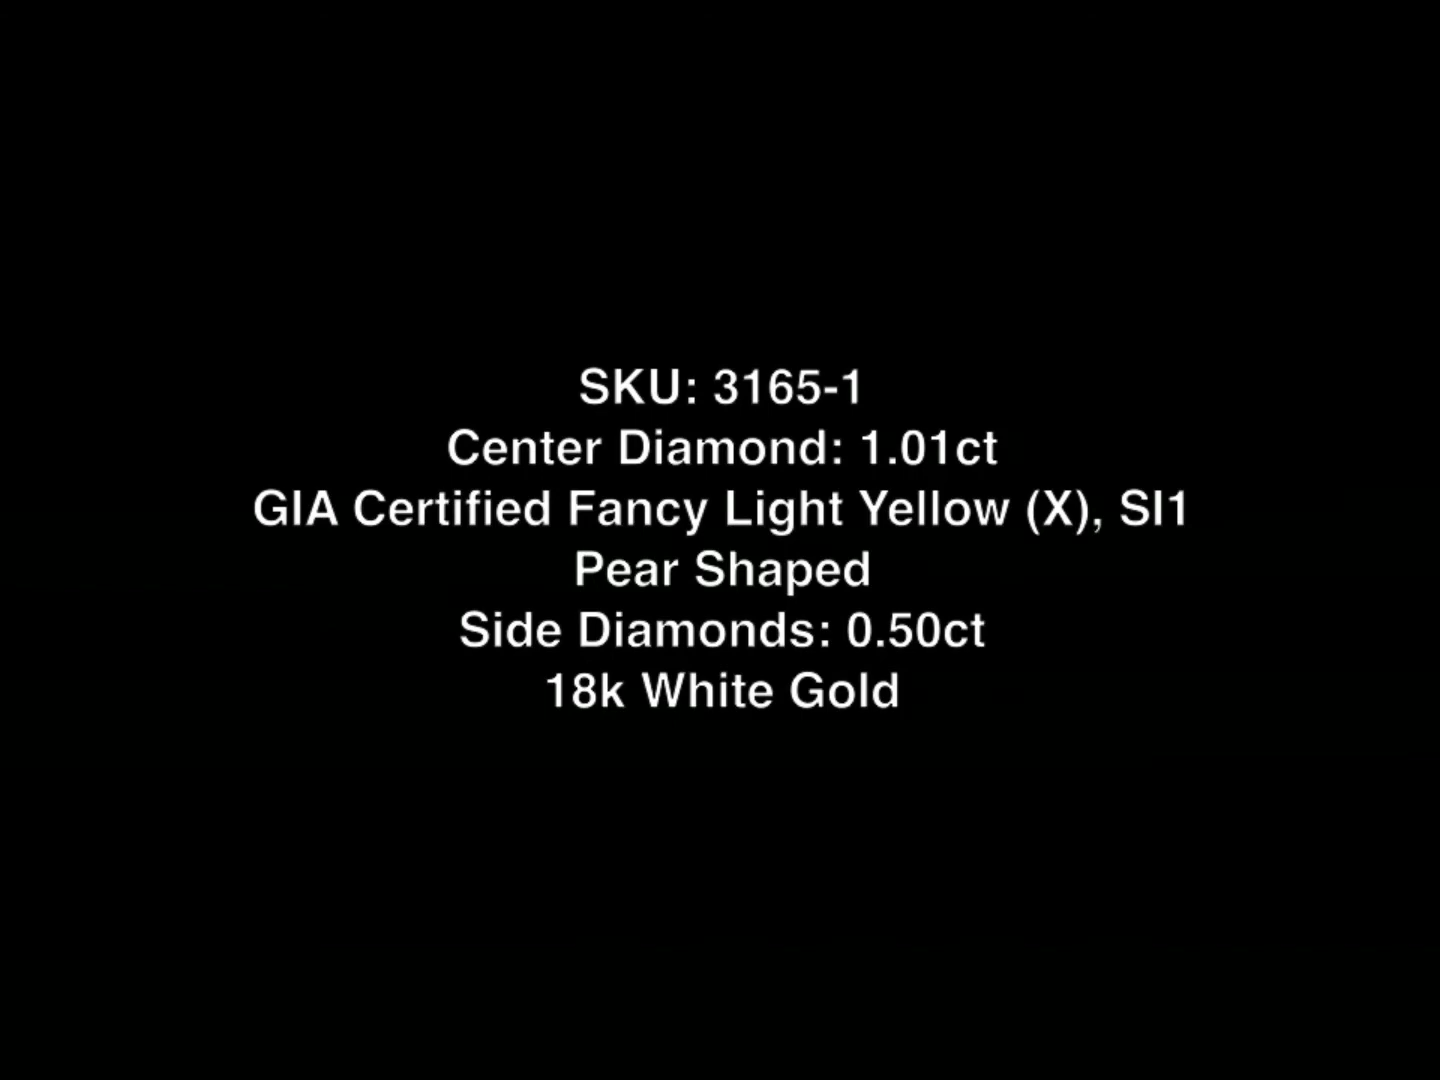 SKU: 3165-1
Center Diamond: 1.01ct
GIA Certified Fancy Light Yellow (X), SI1
Pear Shaped
Side Diamonds: 0.50ct
18k White Gold